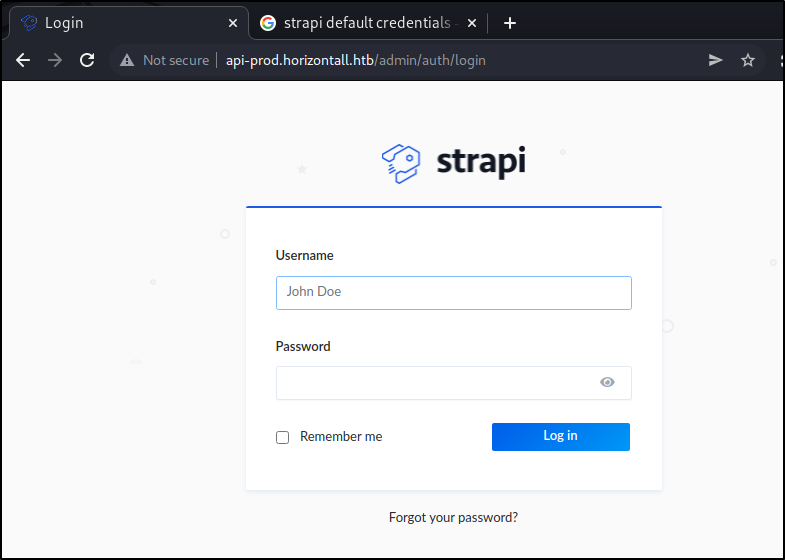 Login
strapi default credentials -
Not secure api-prod.horizontall.htb/admin/auth/login
strapi
Username
John Doe
Password
Remember me
Log in
Forgot your password?